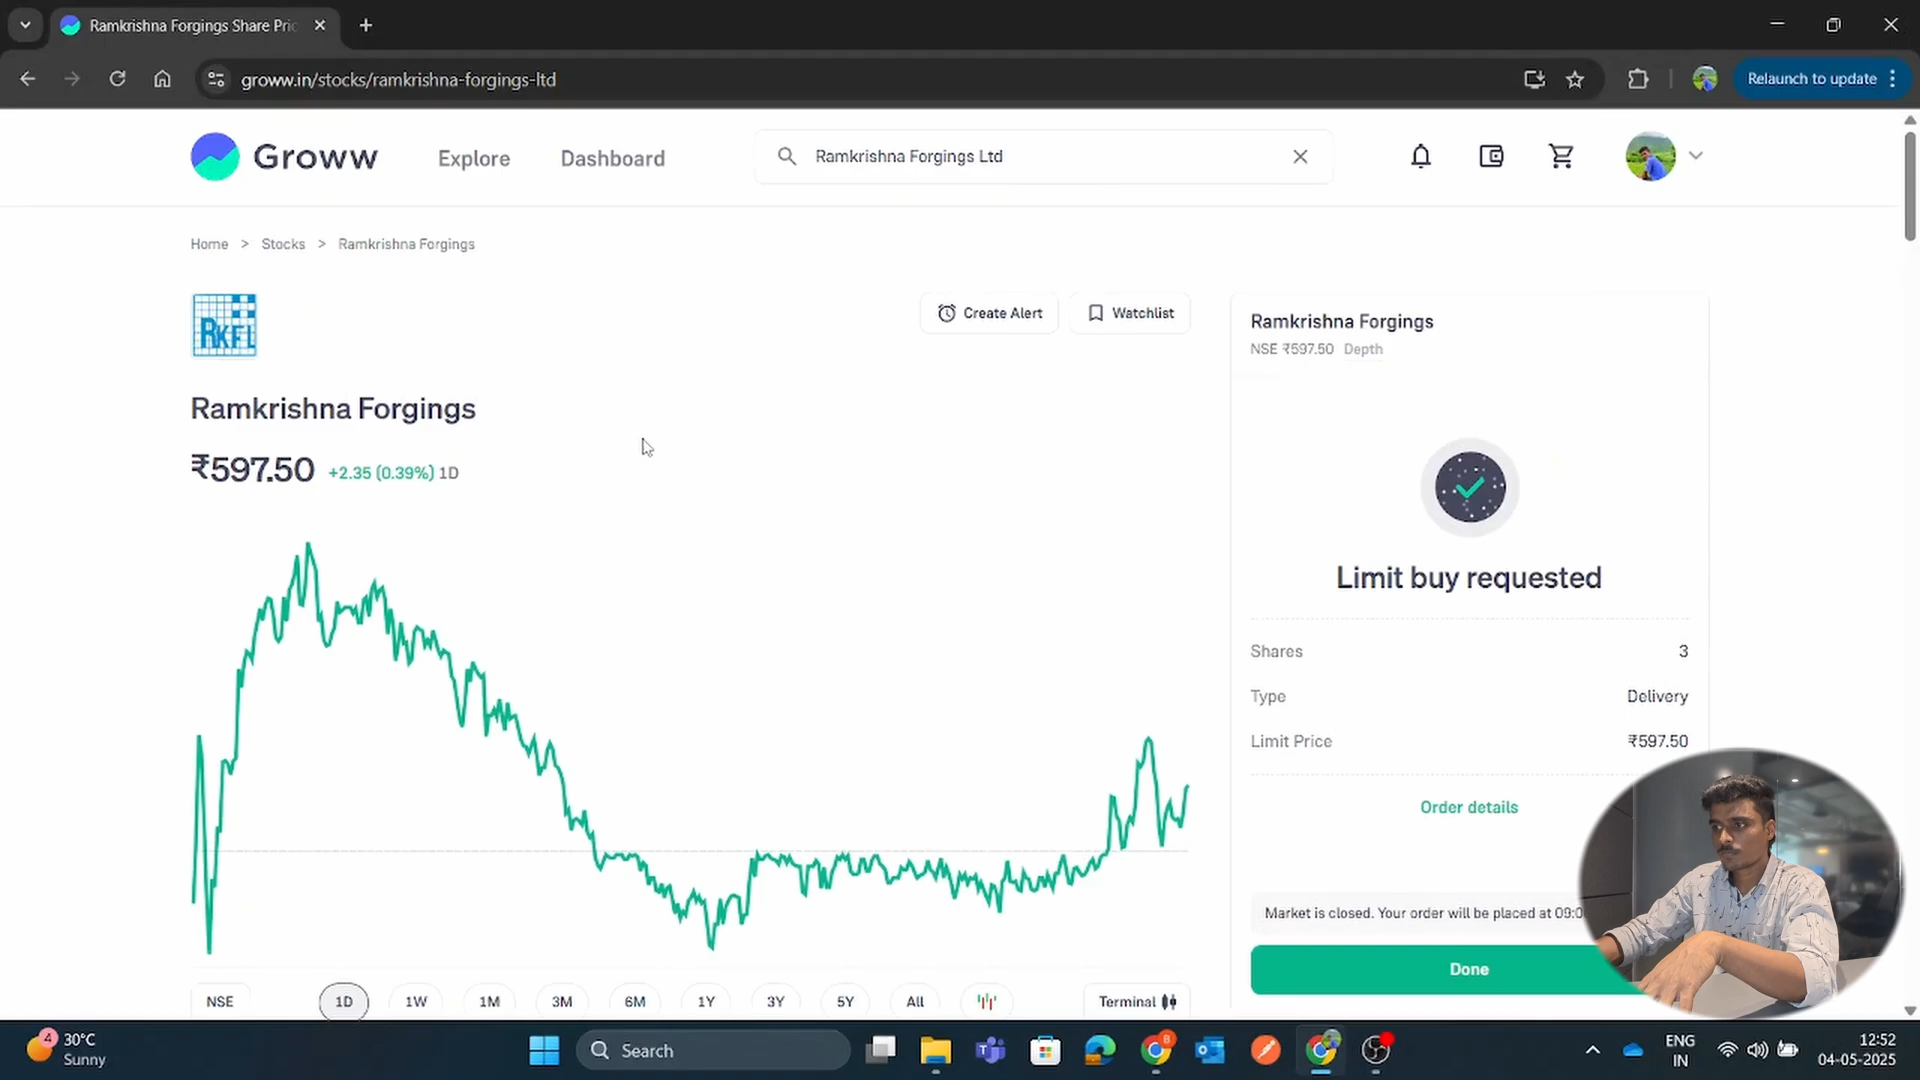 Ramkrishna Forgings Share Pri
groww.in/stocks/ramkrishna-forgings-ltd
Relaunch to update
Groww
Explore
Dashboard
Ramkrishna Forgings Ltd
Home > Stocks > Ramkrishna Forgings
RKFL
Create Alert
Watchlist
Ramkrishna Forgings
₹597.50 +2.35 (0.39%) 1D
Ramkrishna Forgings
NSE ₹597.50 Depth
Limit buy requested
Shares 3
Type Delivery
Limit Price ₹597.50
Order details
Market is closed. Your order will be placed at 09:0
Done
NSE
1D 1W 1M 3M 6M 1Y 3Y 5Y All
Terminal
4
30°C
Sunny
Search
B
ENG
IN
12:52
04-05-2025